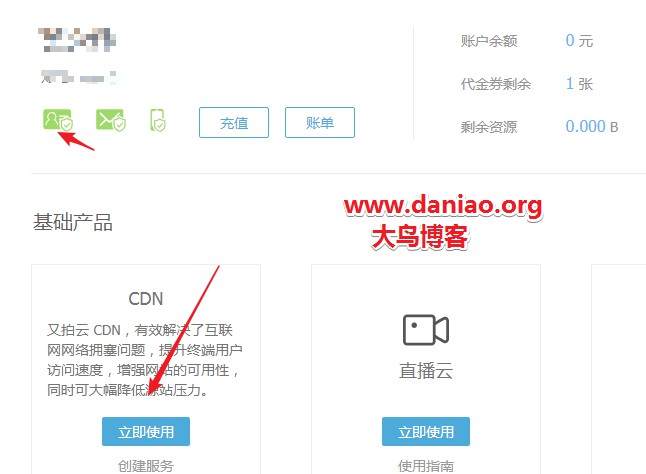 账户余额 0 元
代金券剩余 1 张
充值 账单
剩余资源 0.000 B
www.daniao.org
基础产品
大鸟博客
CDN
又拍云 CDN，有效解决了互联
网网络拥塞问题，提升终端用户
访问速度，增强网站的可用性，
同时可大幅降低源站压力。
立即使用
创建服务
直播云
立即使用
使用指南